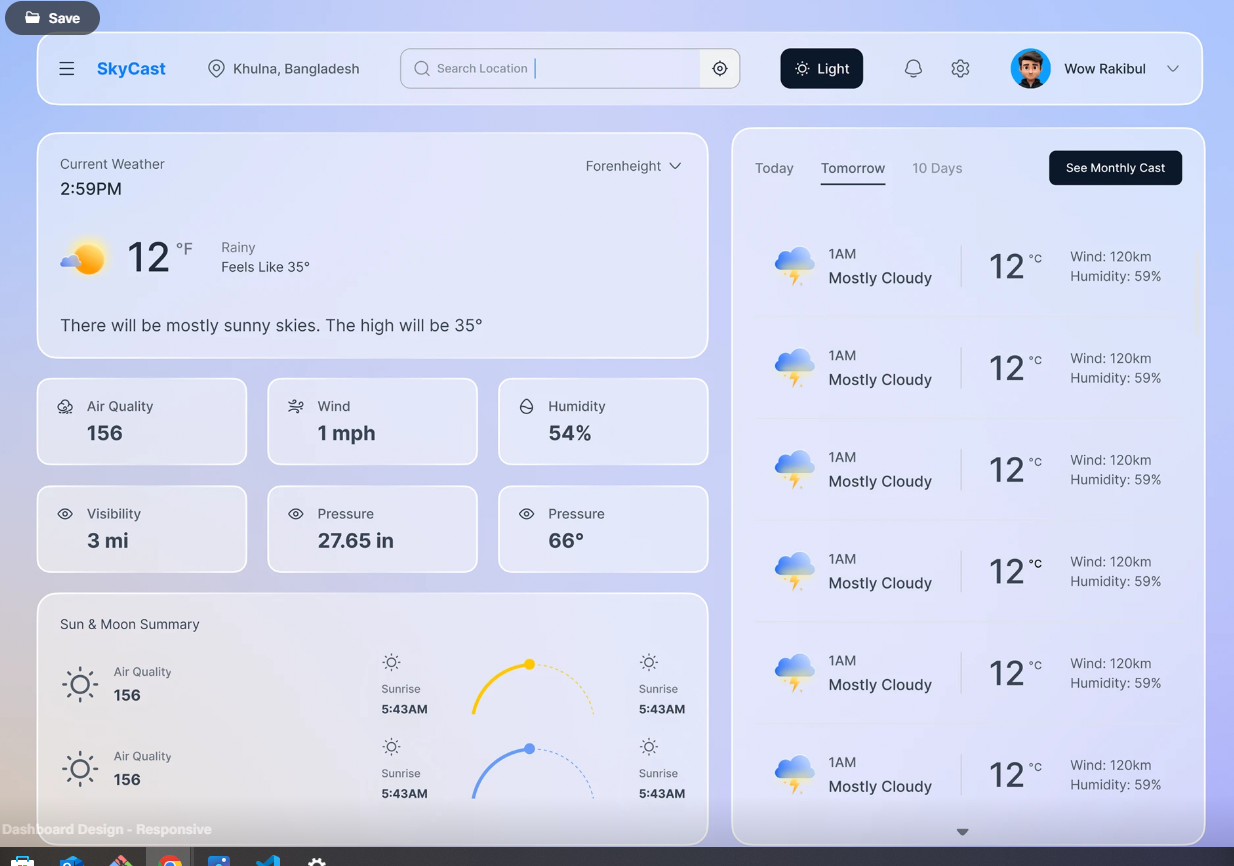 Save
SkyCast
Khulna, Bangladesh
Search Location
Light
Wow Rakibul
Current Weather
2:59PM
Forenheight
12 °F
Rainy
Feels Like 35°
There will be mostly sunny skies. The high will be 35°
Air Quality
156
Wind
1 mph
Humidity
54%
Visibility
3 mi
Pressure
27.65 in
Pressure
66°
Sun & Moon Summary
Air Quality
156
Sunrise
5:43AM
Sunrise
5:43AM
Air Quality
156
Sunrise
5:43AM
Sunrise
5:43AM
Today
Tomorrow
10 Days
See Monthly Cast
1AM
Mostly Cloudy
12 °C
Wind: 120km
Humidity: 59%
1AM
Mostly Cloudy
12 °C
Wind: 120km
Humidity: 59%
1AM
Mostly Cloudy
12 °C
Wind: 120km
Humidity: 59%
1AM
Mostly Cloudy
12 °C
Wind: 120km
Humidity: 59%
1AM
Mostly Cloudy
12 °C
Wind: 120km
Humidity: 59%
1AM
Mostly Cloudy
12 °C
Wind: 120km
Humidity: 59%
Dashboard Design - Responsive